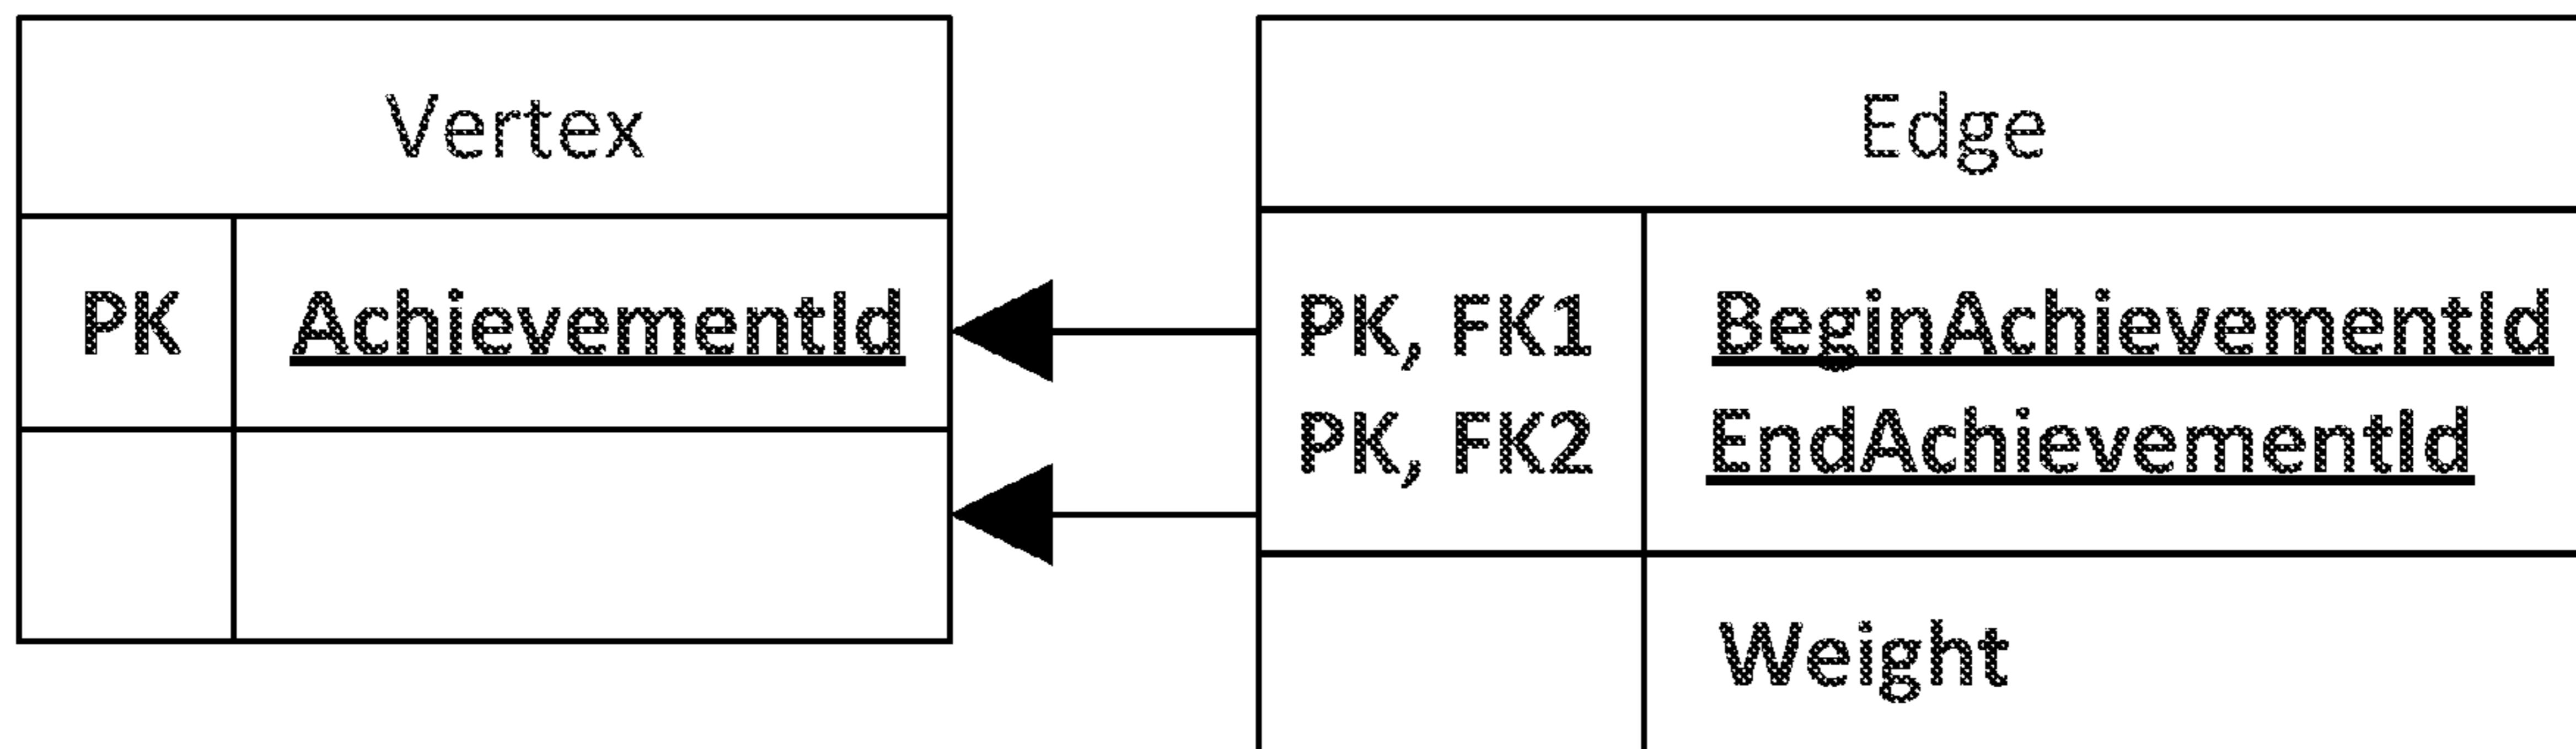 Vertex
PK AchievementId
Edge
PK, FK1 BeginAchievementId
PK, FK2 EndAchievementId
Weight